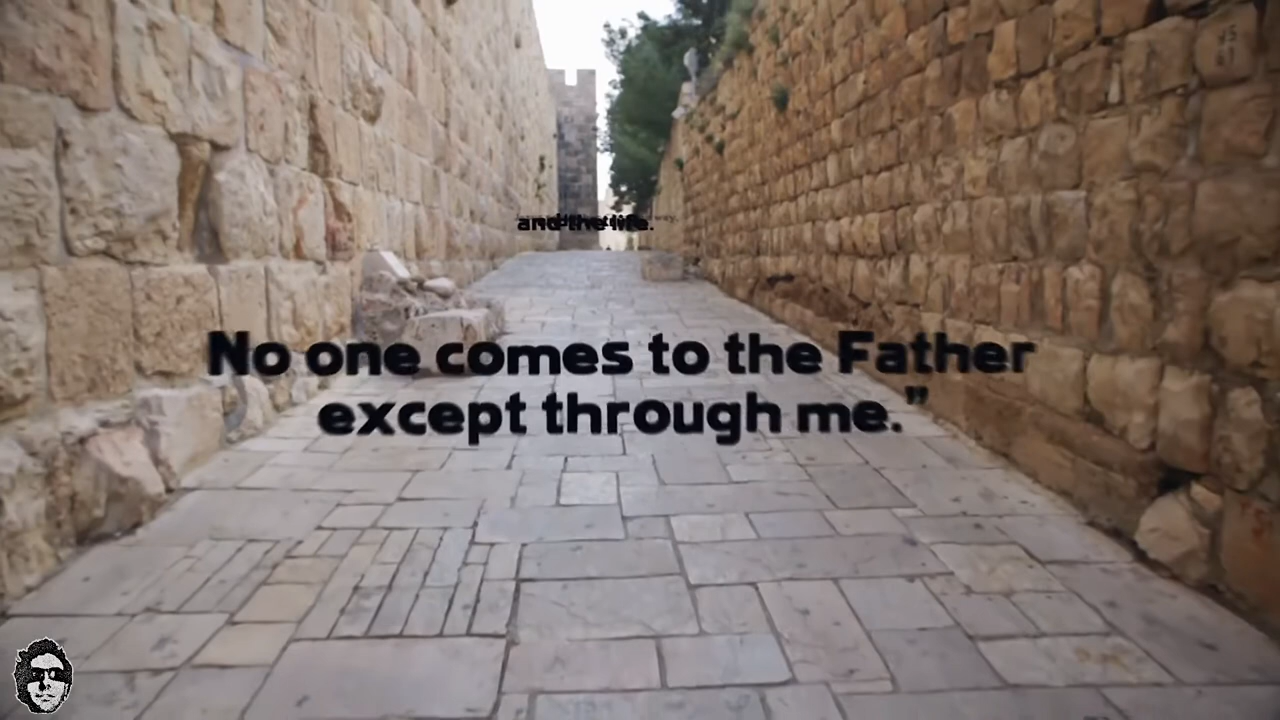 and the life.
No one comes to the Father
except through me.”